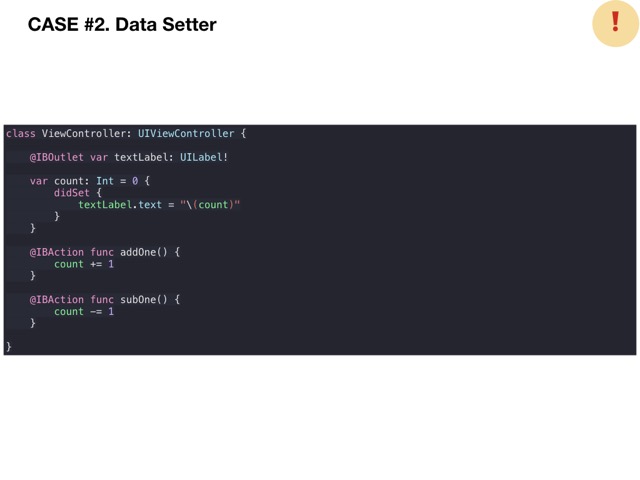 CASE #2. Data Setter
!
class ViewController: UIViewController {
@IBOutlet var textLabel: UILabel!
var count: Int = 0 {
didSet {
textLabel.text = "\(count)"
}
}
@IBAction func addOne() {
count += 1
}
@IBAction func subOne() {
count -= 1
}
}